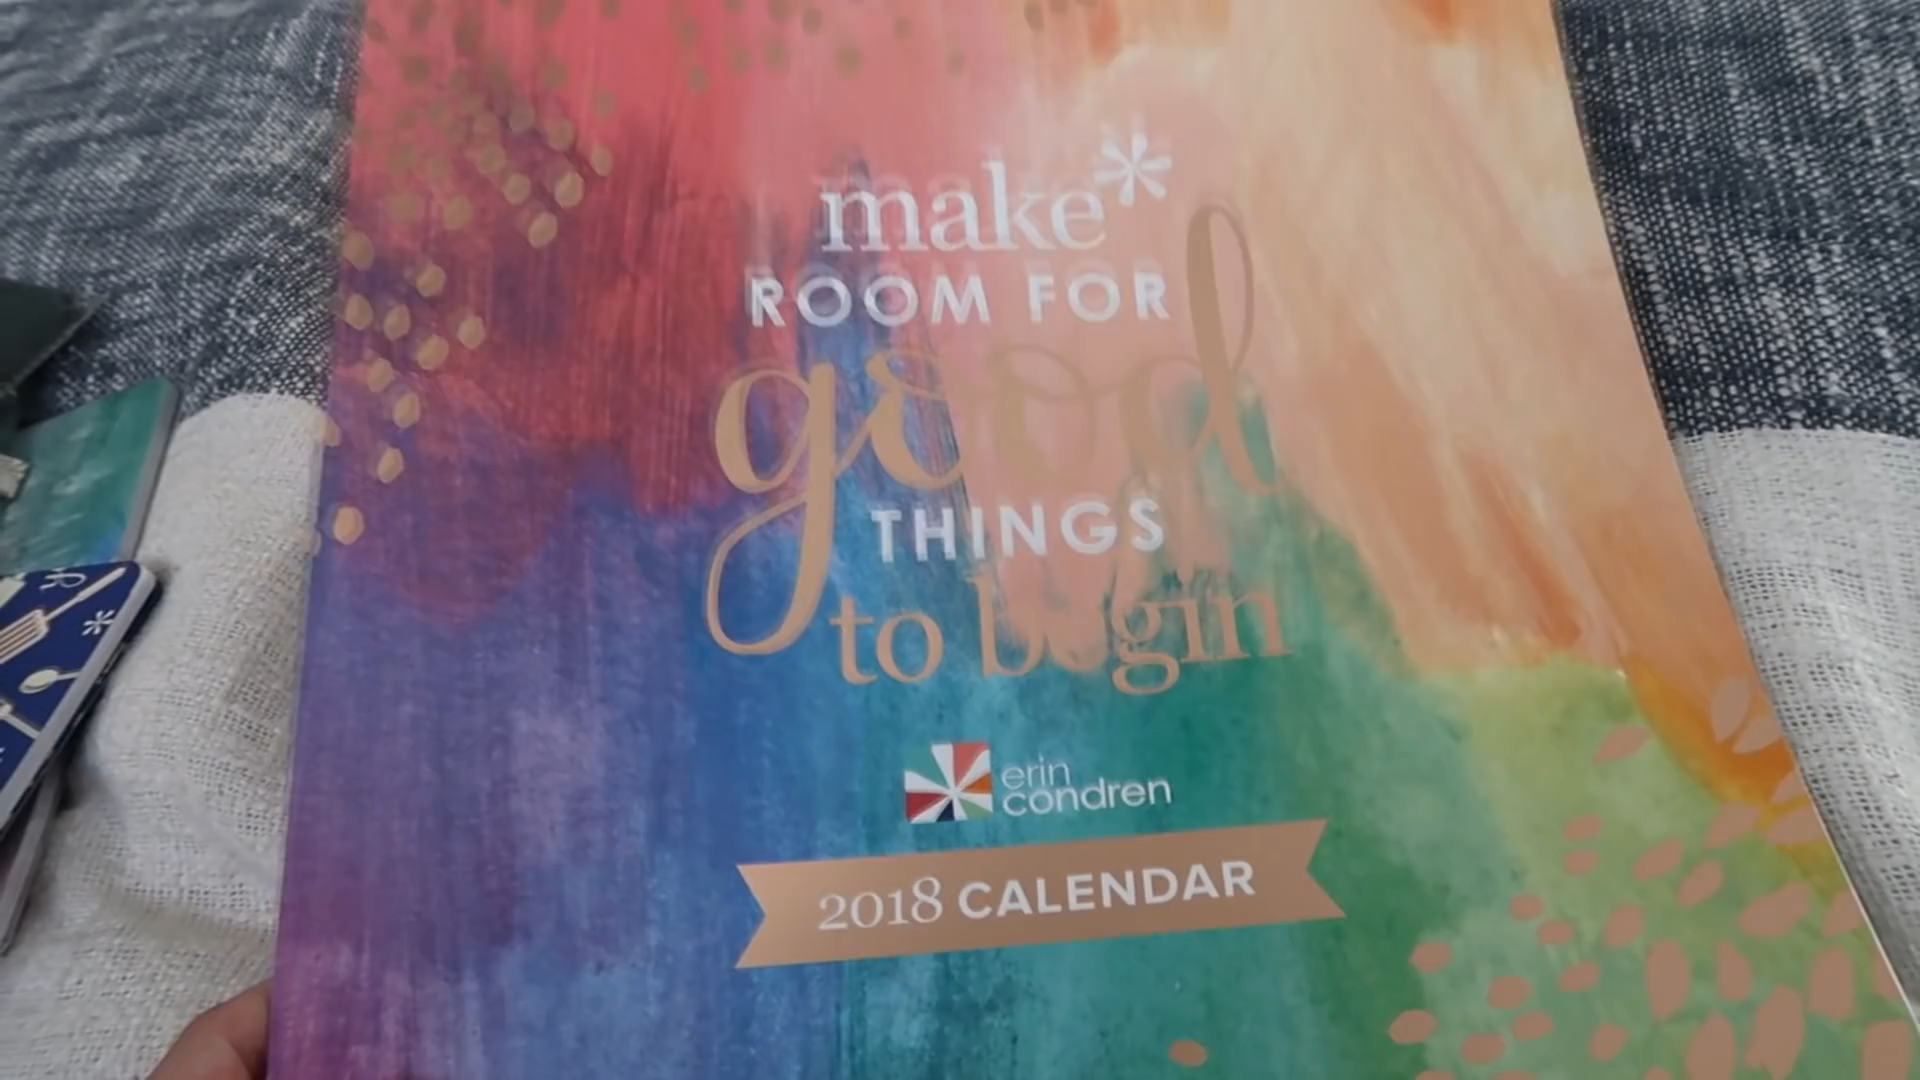 make*
ROOM FOR
good
THINGS
to begin
erin
condren
2018 CALENDAR